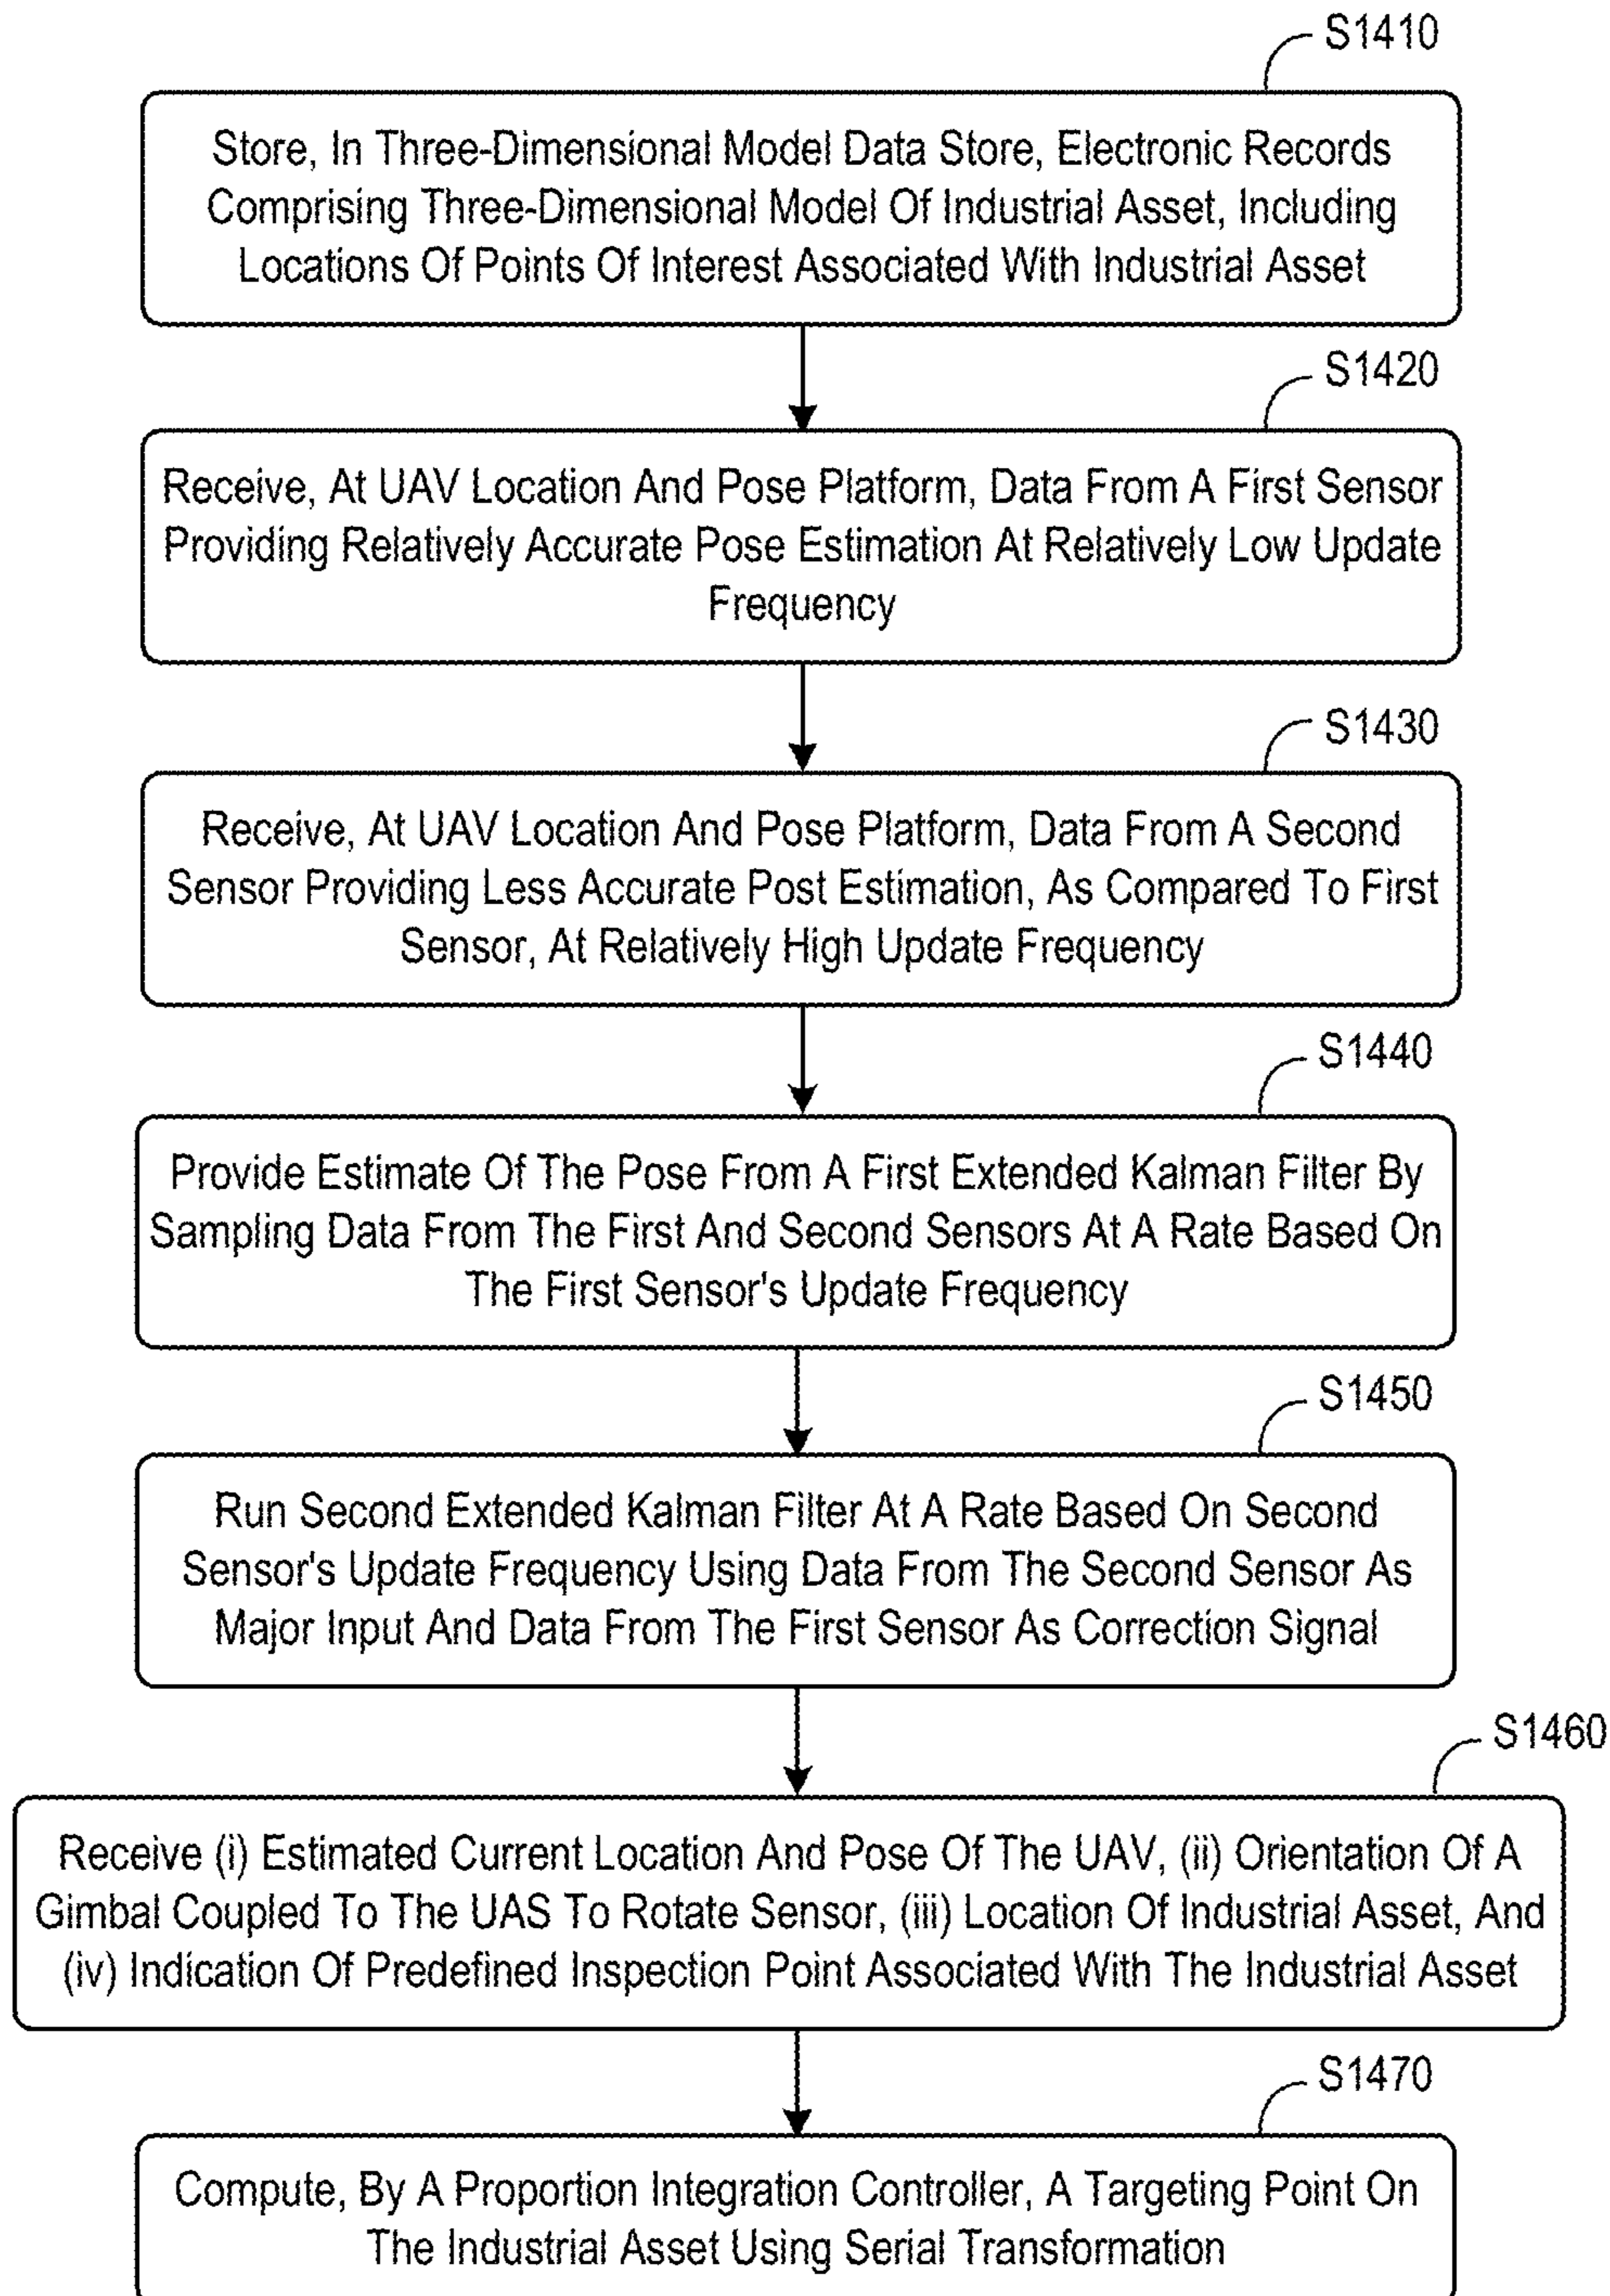 S1410
Store, In Three-Dimensional Model Data Store, Electronic Records
Comprising Three-Dimensional Model Of Industrial Asset, Including
Locations Of Points Of Interest Associated With Industrial Asset
S1420
Receive, At UAV Location And Pose Platform, Data From A First Sensor
Providing Relatively Accurate Pose Estimation At Relatively Low Update
Frequency
S1430
Receive, At UAV Location And Pose Platform, Data From A Second
Sensor Providing Less Accurate Post Estimation, As Compared To First
Sensor, At Relatively High Update Frequency
S1440
Provide Estimate Of The Pose From A First Extended Kalman Filter By
Sampling Data From The First And Second Sensors At A Rate Based On
The First Sensor's Update Frequency
S1450
Run Second Extended Kalman Filter At A Rate Based On Second
Sensor's Update Frequency Using Data From The Second Sensor As
Major Input And Data From The First Sensor As Correction Signal
S1460
Receive (i) Estimated Current Location And Pose Of The UAV, (ii) Orientation Of A
Gimbal Coupled To The UAS To Rotate Sensor, (iii) Location Of Industrial Asset, And
(iv) Indication Of Predefined Inspection Point Associated With The Industrial Asset
S1470
Compute, By A Proportion Integration Controller, A Targeting Point On
The Industrial Asset Using Serial Transformation